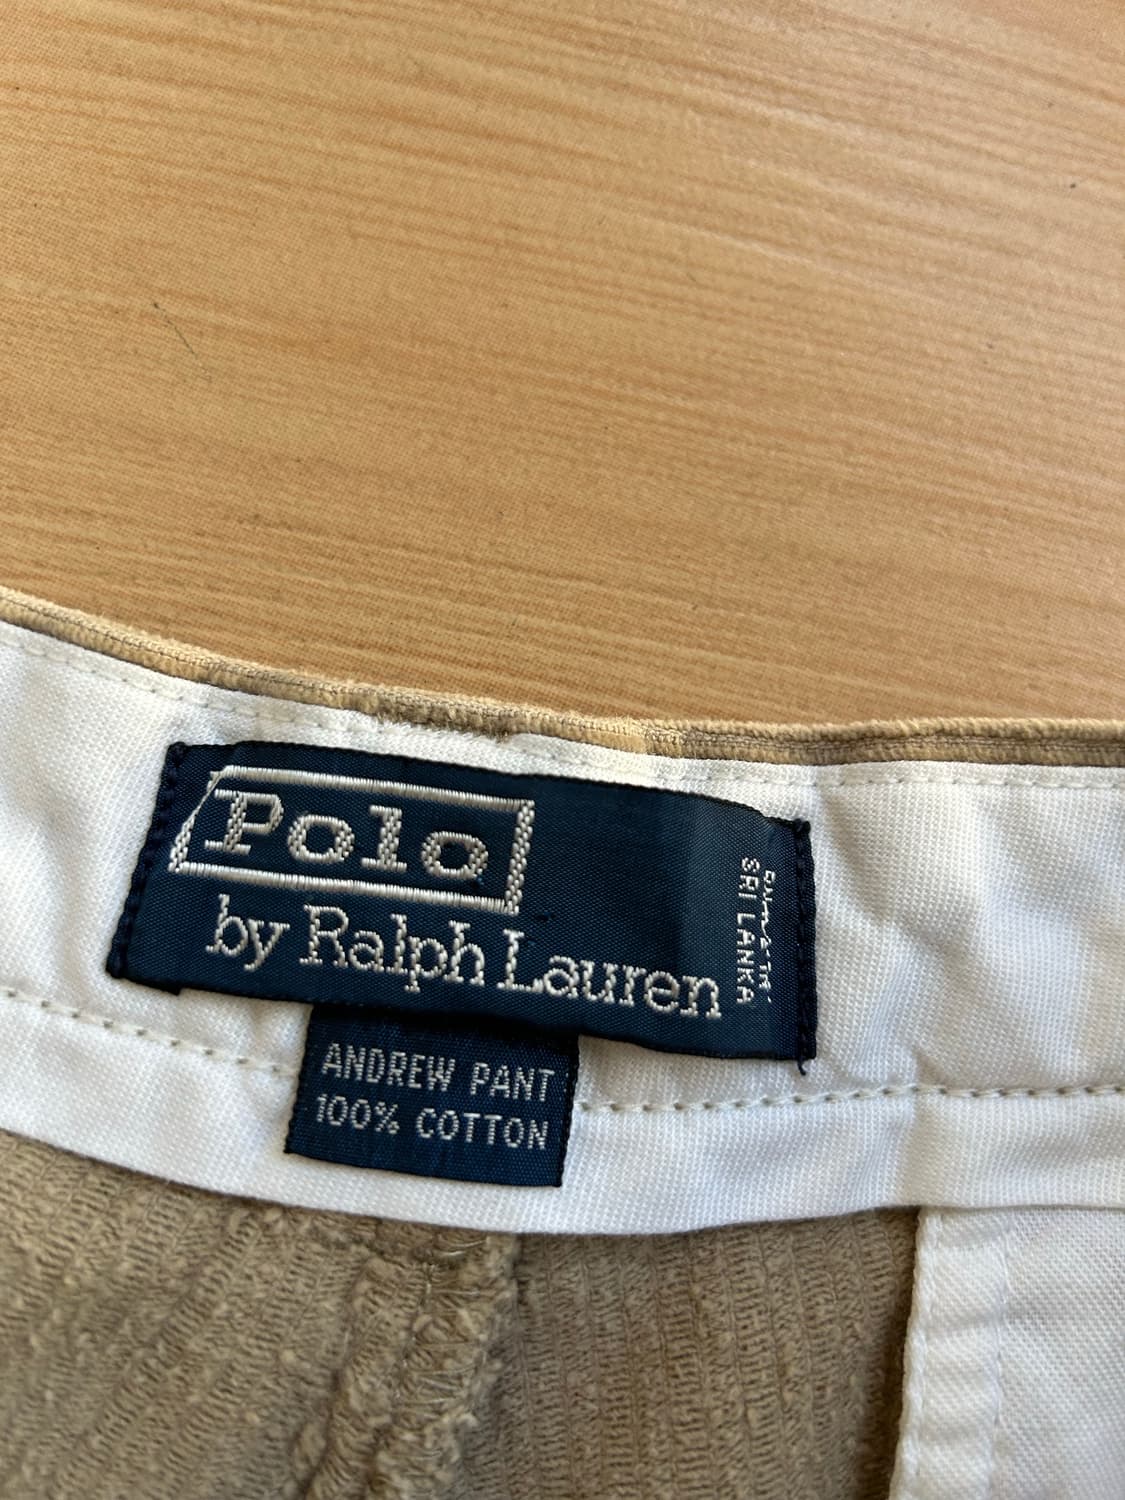 Polo
by Ralph Lauren
SRI LANKA
ANDREW PANT
100% COTTON